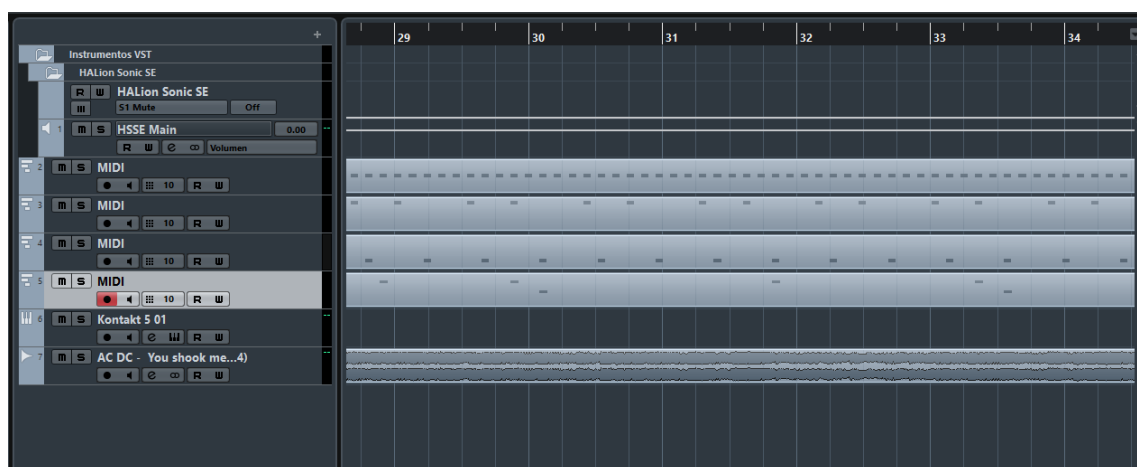 +
29 30 31 32 33 34
Instrumentos VST
HALion Sonic SE
R W HALion Sonic SE
S1 Mute Off
1 m S HSSE Main 0.00
R W e Volumen
2 m S MIDI
10 R W
3 m S MIDI
10 R W
4 m S MIDI
10 R W
5 m S MIDI
10 R W
6 m S Kontakt 5 01
e R W
7 m S AC DC - You shook me...4)
e R W